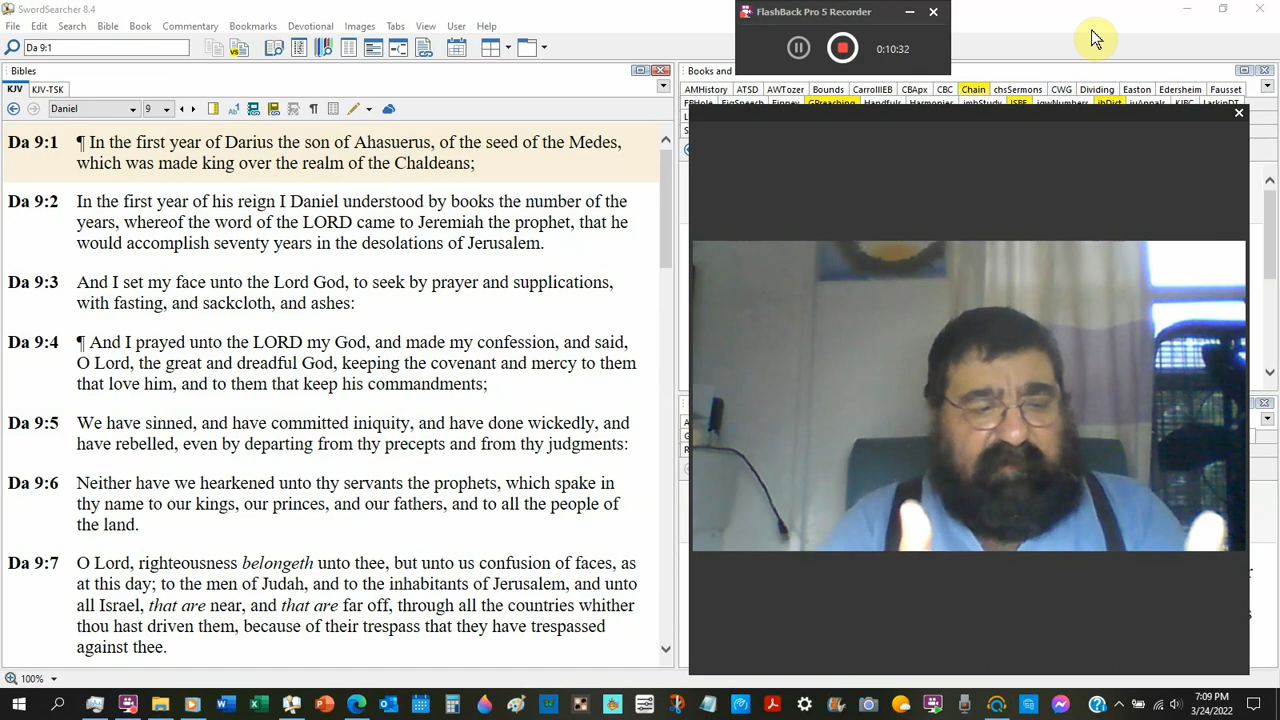 SwordSearcher 8.4
File Edit Search Bible Book Commentary Bookmarks Devotional Images Tabs View User Help
Da 9:1
Bibles
KJV KJV-TSK
Daniel 9
Da 9:1 ¶ In the first year of Darius the son of Ahasuerus, of the seed of the Medes,
which was made king over the realm of the Chaldeans;
Da 9:2 In the first year of his reign I Daniel understood by books the number of the
years, whereof the word of the LORD came to Jeremiah the prophet, that he
would accomplish seventy years in the desolations of Jerusalem.
Da 9:3 And I set my face unto the Lord God, to seek by prayer and supplications,
with fasting, and sackcloth, and ashes:
Da 9:4 ¶ And I prayed unto the LORD my God, and made my confession, and said,
O Lord, the great and dreadful God, keeping the covenant and mercy to them
that love him, and to them that keep his commandments;
Da 9:5 We have sinned, and have committed iniquity, and have done wickedly, and
have rebelled, even by departing from thy precepts and from thy judgments:
Da 9:6 Neither have we hearkened unto thy servants the prophets, which spake in
thy name to our kings, our princes, and our fathers, and to all the people of
the land.
Da 9:7 O Lord, righteousness belongeth unto thee, but unto us confusion of faces, as
at this day; to the men of Judah, and to the inhabitants of Jerusalem, and unto
all Israel, that are near, and that are far off, through all the countries whither
thou hast driven them, because of their trespass that they have trespassed
against thee.
100%
FlashBack Pro 5 Recorder
0:10:32
Books and
AMHistory ATSD AWTozer Bounds CarrollEB CBApx CBC Chain chsSermons CWG Dividing Easton Edersheim Fausset
7:09 PM
3/24/2022